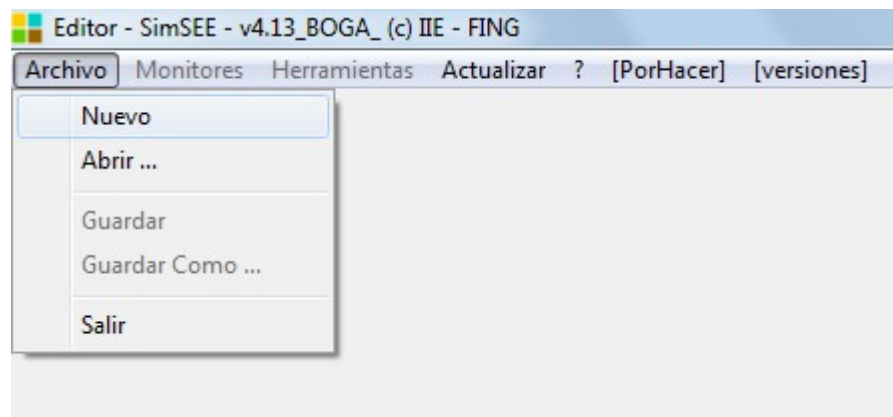 Editor - SimSEE - v4.13_BOGA_ (c) IIE - FING
Archivo Monitores Herramientas Actualizar ? [PorHacer] [versiones]
Nuevo
Abrir ...
Guardar
Guardar Como ...
Salir